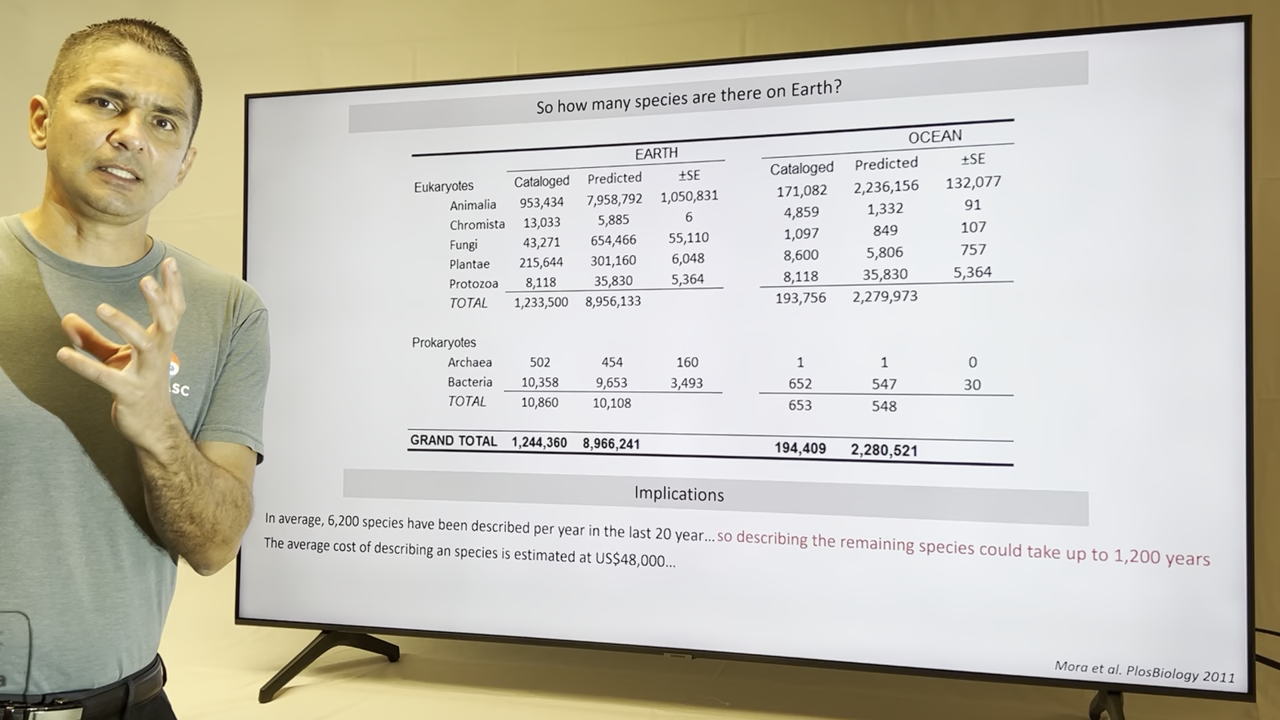 So how many species are there on Earth?
EARTH OCEAN
Eukaryotes Cataloged Predicted ±SE Cataloged Predicted ±SE
Animalia 953,434 7,958,792 1,050,831 171,082 2,236,156 132,077
Chromista 13,033 5,885 6 4,859 1,332 91
Fungi 43,271 654,466 55,110 1,097 849 107
Plantae 215,644 301,160 6,048 8,600 5,806 757
Protozoa 8,118 35,830 5,364 8,118 35,830 5,364
TOTAL 1,233,500 8,956,133 193,756 2,279,973
Prokaryotes
Archaea 502 454 160 1 1 0
Bacteria 10,358 9,653 3,493 652 547 30
TOTAL 10,860 10,108 653 548
GRAND TOTAL 1,244,360 8,966,241 194,409 2,280,521
Implications
In average, 6,200 species have been described per year in the last 20 year...so describing the remaining species could take up to 1,200 years
The average cost of describing an species is estimated at US$48,000...
Mora et al. PlosBiology 2011